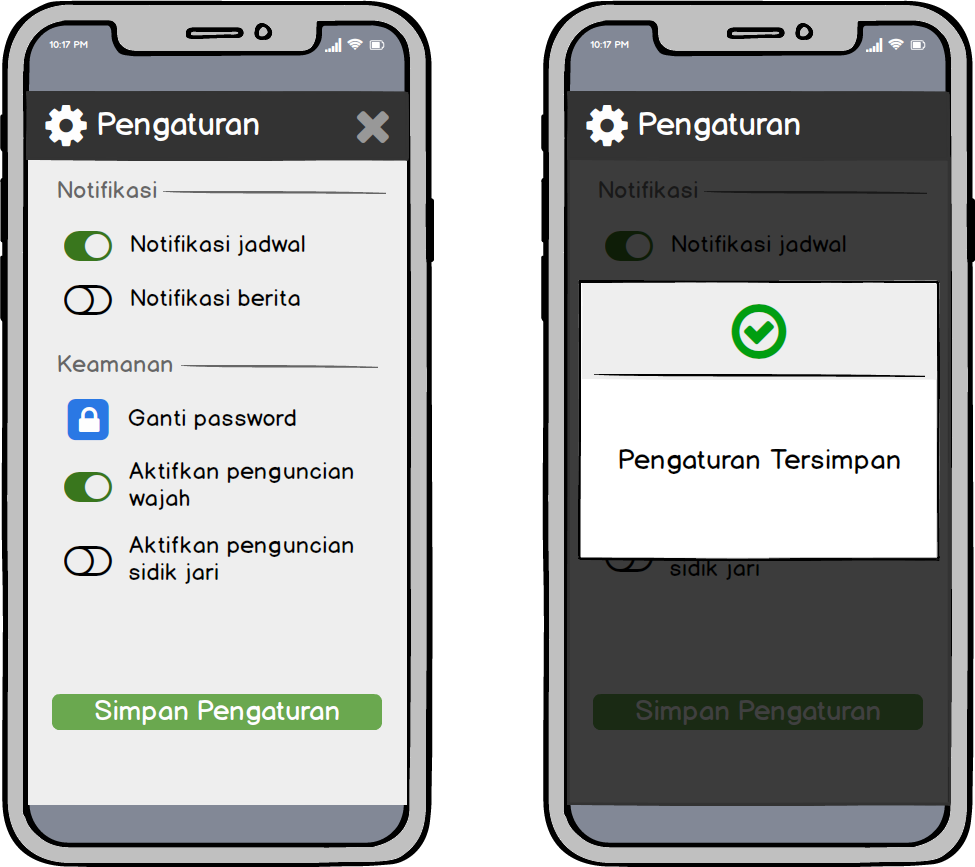 10:17 PM
Pengaturan
Notifikasi
Notifikasi jadwal
Notifikasi berita
Keamanan
Ganti password
Aktifkan penguncian
wajah
Aktifkan penguncian
sidik jari
Simpan Pengaturan
10:17 PM
Pengaturan
Notifikasi
Notifikasi jadwal
Pengaturan Tersimpan
sidik jari
Simpan Pengaturan